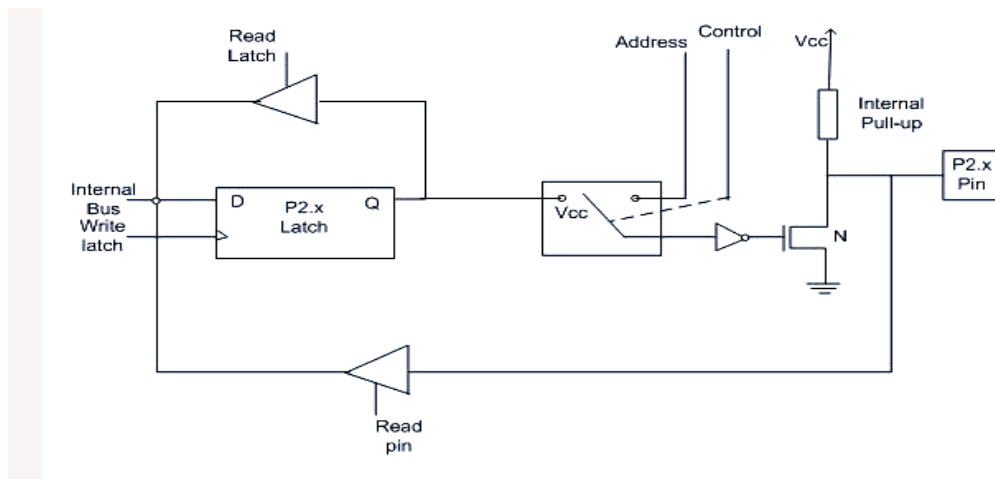 Read
Latch
Address
Control
Vcc
Internal
Pull-up
P2.x
Pin
Internal
Bus
Write
latch
D
P2.x
Latch
Q
Vcc
N
Read
pin